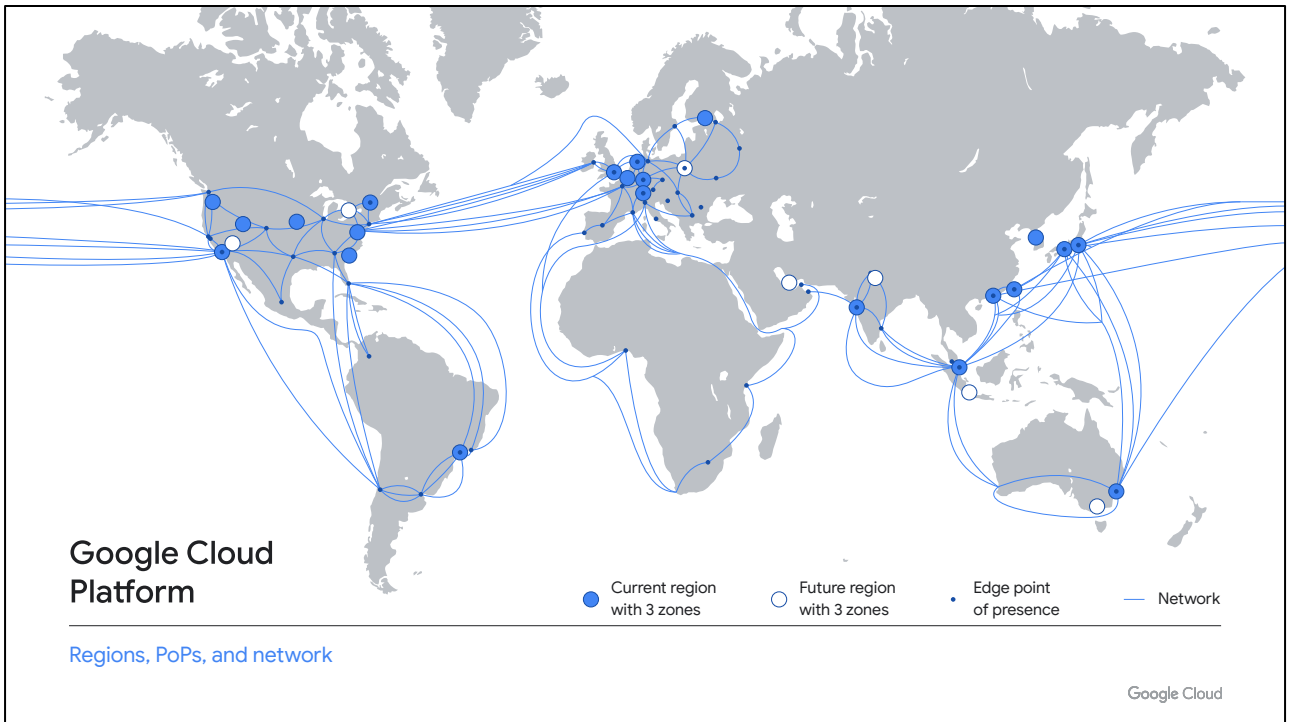 Google Cloud
Platform
Current region
with 3 zones
Future region
with 3 zones
Edge point
of presence
Network
Regions, PoPs, and network
Google Cloud